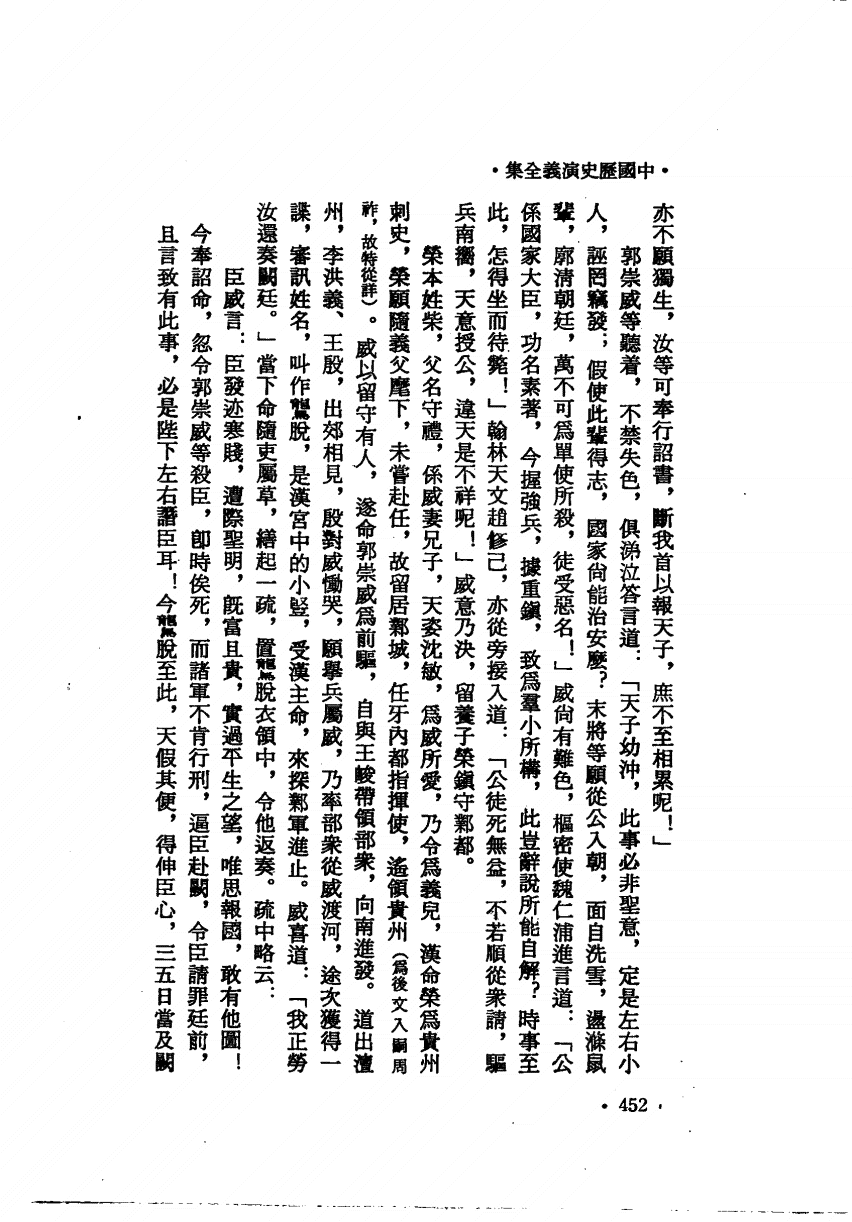 •中國歷史演義全集•
亦不願獨生，汝等可奉行詔書，斷我首以報天子，庶不至相累呢！」
郭崇威等聽着，不禁失色，俱涕泣答言道：「天子幼沖，此事必非聖意，定是左右小
人，誣罔竊發；假使此輩得志，國家尙能治安麼？末將等願從公入朝，面自洗雪，盪滌鼠
輩，廓清朝廷，萬不可爲單使所殺，徒受惡名！」威尙有難色，樞密使魏仁浦進言道：「公
係國家大臣，功名素著，今握強兵，據重鎭，致爲羣小所構，此豈辭說所能自解？時事至
此，怎得坐而待斃！」翰林天文趙修己，亦從旁接入道：「公徒死無益，不若順從衆請，驅
兵南嚮，天意授公，違天是不祥呢！」威意乃決，留養子榮鎭守鄴都。
榮本姓柴，父名守禮，係威妻兄子，天姿沈敏，爲威所愛，乃令爲義兒，漢命榮爲貴州
刺史，榮願隨義父麾下，未嘗赴任，故留居鄴城，任牙內都指揮使，遙領貴州（爲後文入嗣周
祚，故特從詳）。威以留守有人，遂命郭崇威爲前驅，自與王峻帶領部衆，向南進發。道出澶
州，李洪義、王殷，出郊相見，殷對威慟哭，願舉兵屬威，乃率部衆從威渡河，途次獲得一
諜，審訊姓名，叫作鸗脫，是漢宮中的小豎，受漢主命，來探鄴軍進止。威喜道：「我正勞
汝還奏闕廷。」當下命隨吏屬草，繕起一疏，置鸗脫衣領中，令他返奏。疏中略云：
臣威言：臣發迹寒賤，遭際聖明，旣富且貴，實過平生之望，唯思報國，敢有他圖！
今奉詔命，忽令郭崇威等殺臣，卽時俟死，而諸軍不肯行刑，逼臣赴闕，令臣請罪廷前，
且言致有此事，必是陛下左右譖臣耳！今鸗脫至此，天假其便，得伸臣心，三五日當及闕
•452•